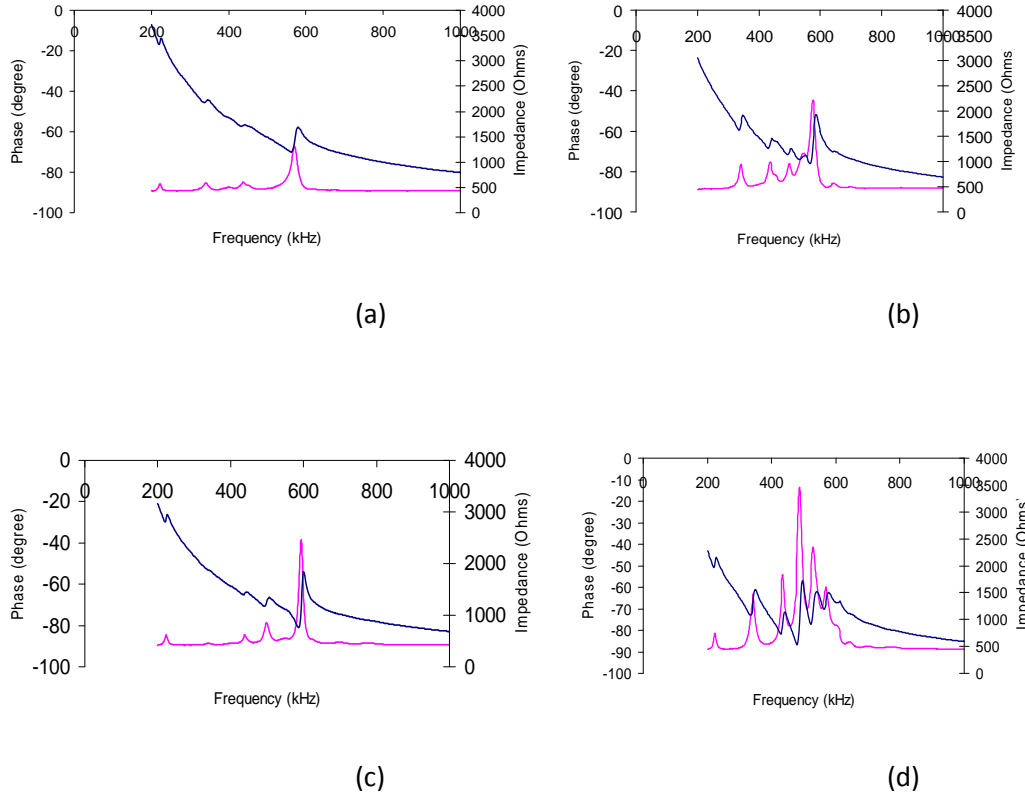 0 4000
0 200 400 600 800 1000 3500
-20 3000
-40 2500
2000
-60 1500
-80 1000
500
-100 0
Phase (degree)
Impedance (Ohms)
Frequency (kHz)
(a)
0 4000
0 200 400 600 800 1000 3500
-20 3000
-40 2500
2000
-60 1500
-80 1000
500
-100 0
Phase (degree)
Impedance (Ohms)
Frequency (kHz)
(b)
0 4000
0 200 400 600 800 1000
-20 3000
-40
2000
-60
-80 1000
-100 0
Phase (degree)
Impedance (Ohms)
Frequency (kHz)
(c)
0 4000
-10 0 200 400 600 800 1000 3500
-20
-30 3000
-40 2500
-50 2000
-60
-70 1500
-80 1000
-90 500
-100 0
Phase (degree)
Impedance (Ohms)
Frequency (kHz)
(d)